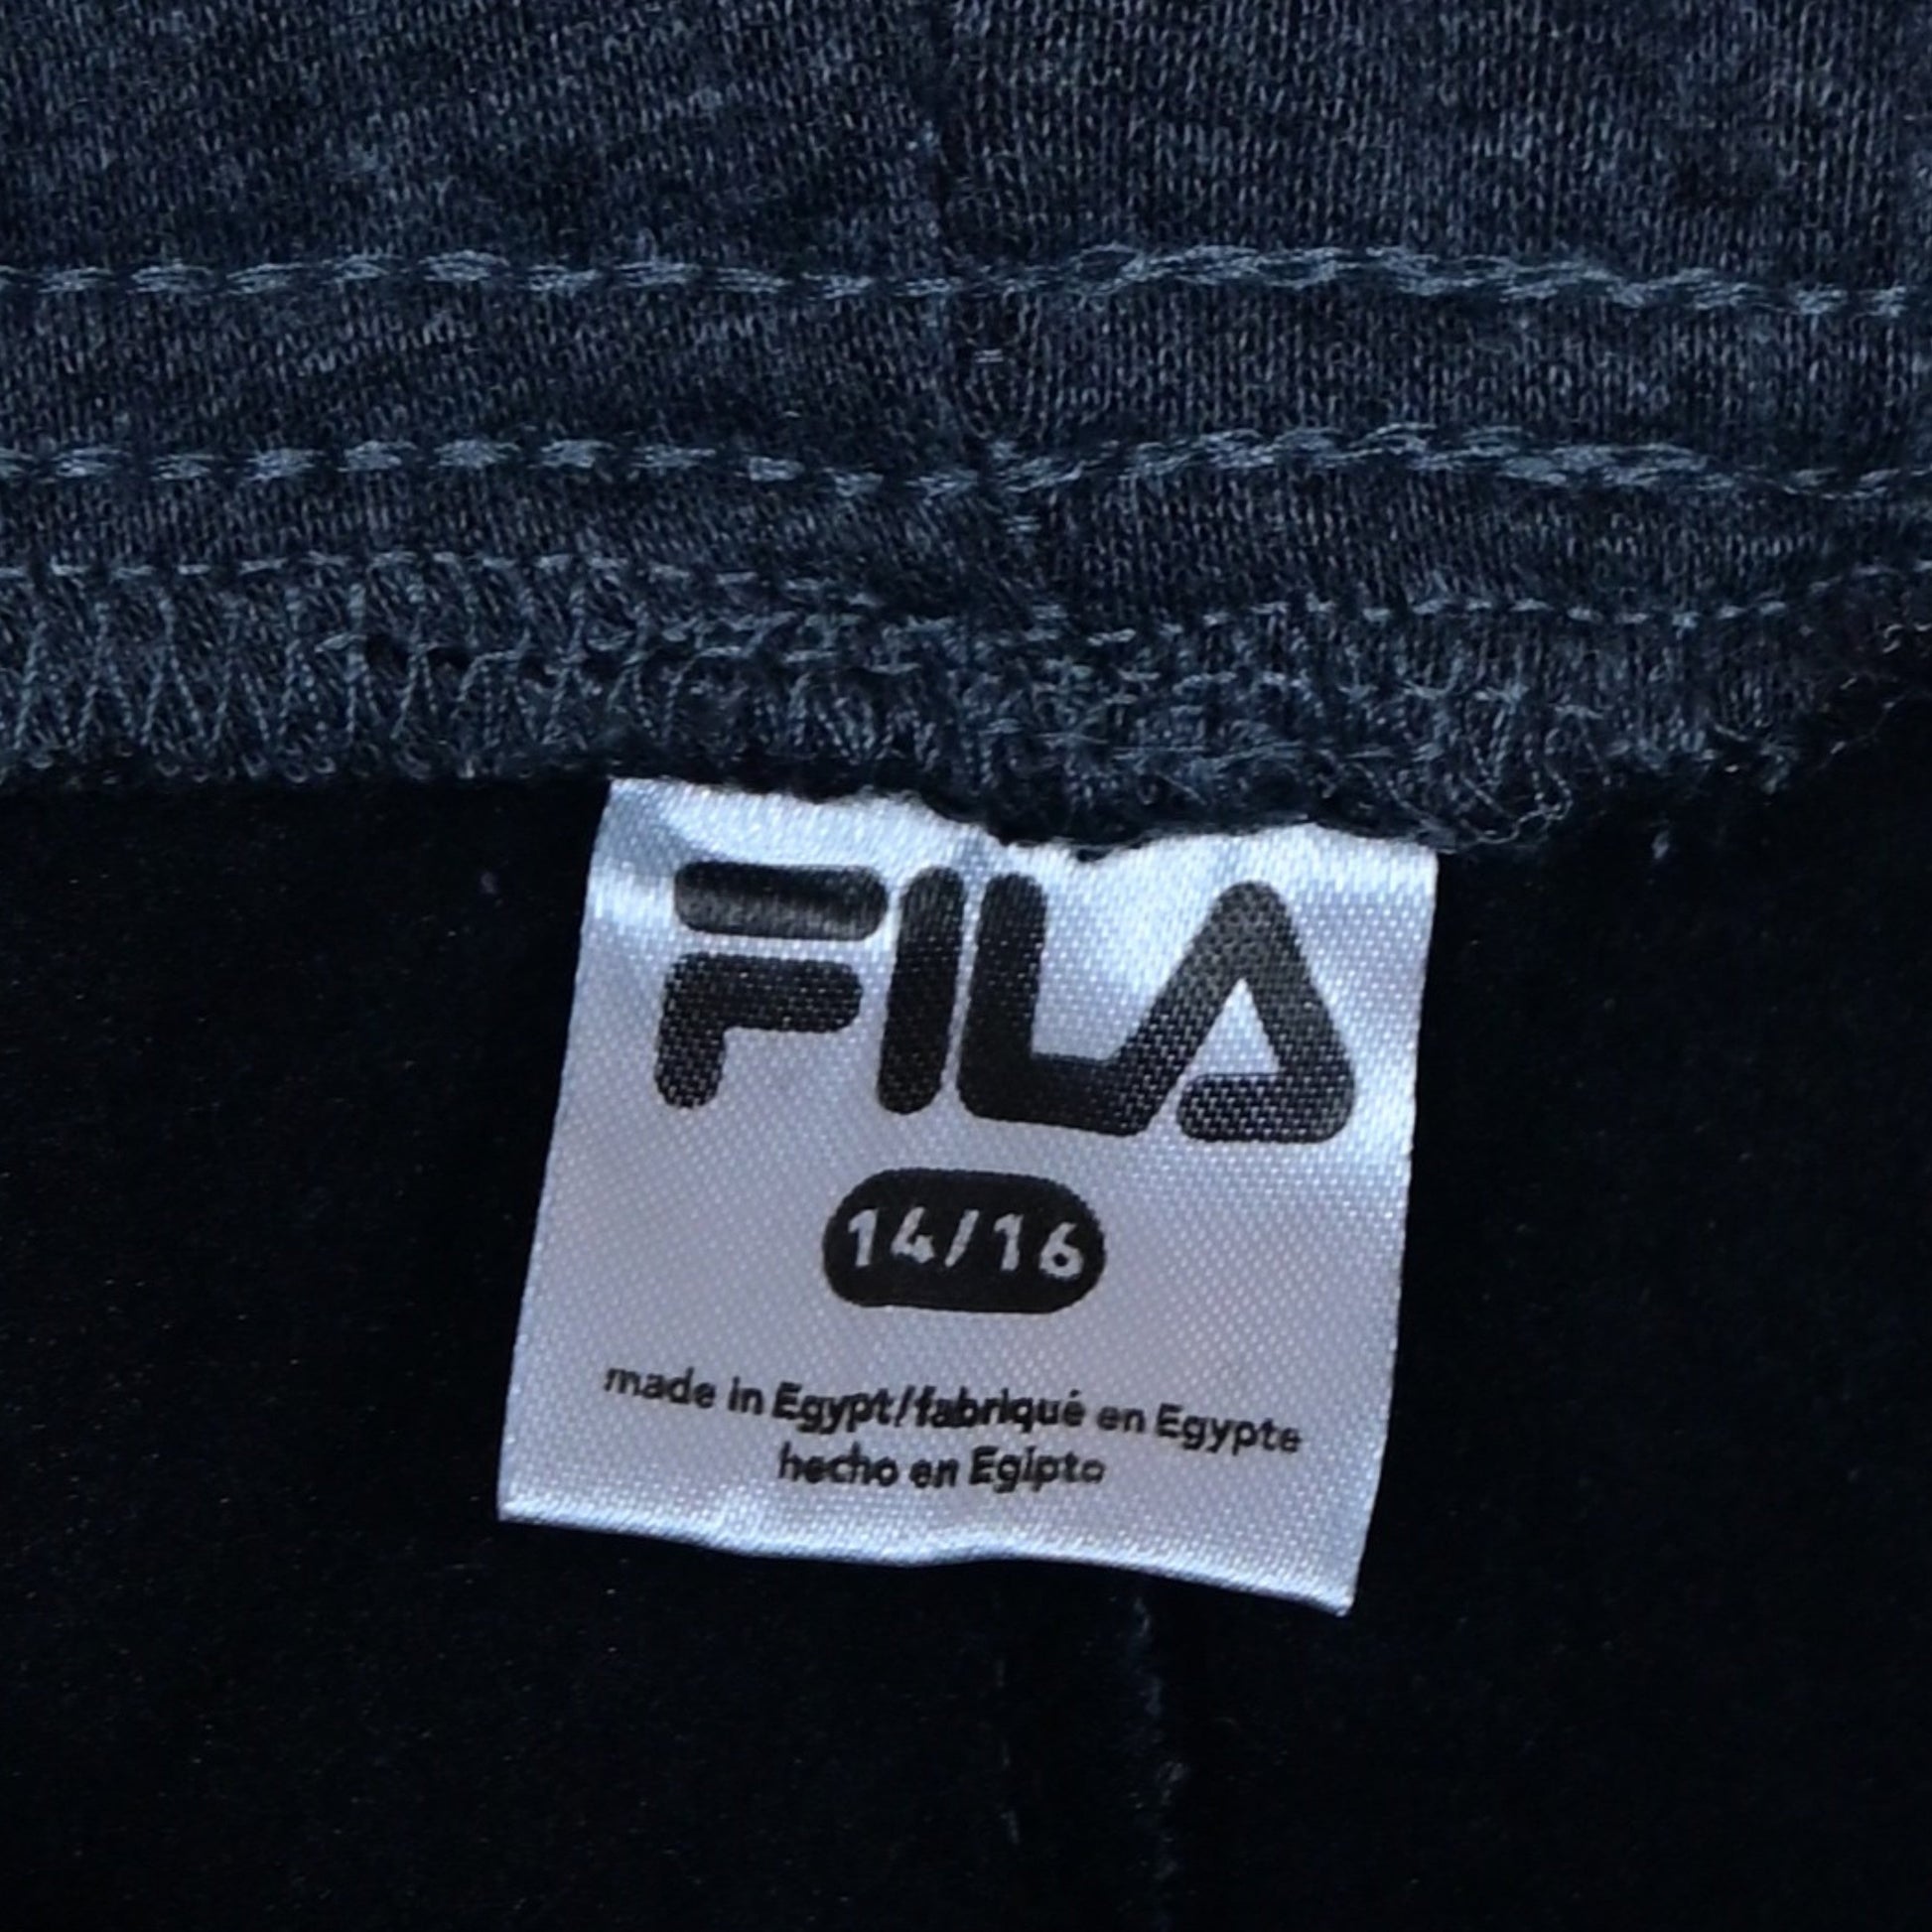 FILA
14/16
made in Egypt/fabriqué en Egypte
hecho en Egipto